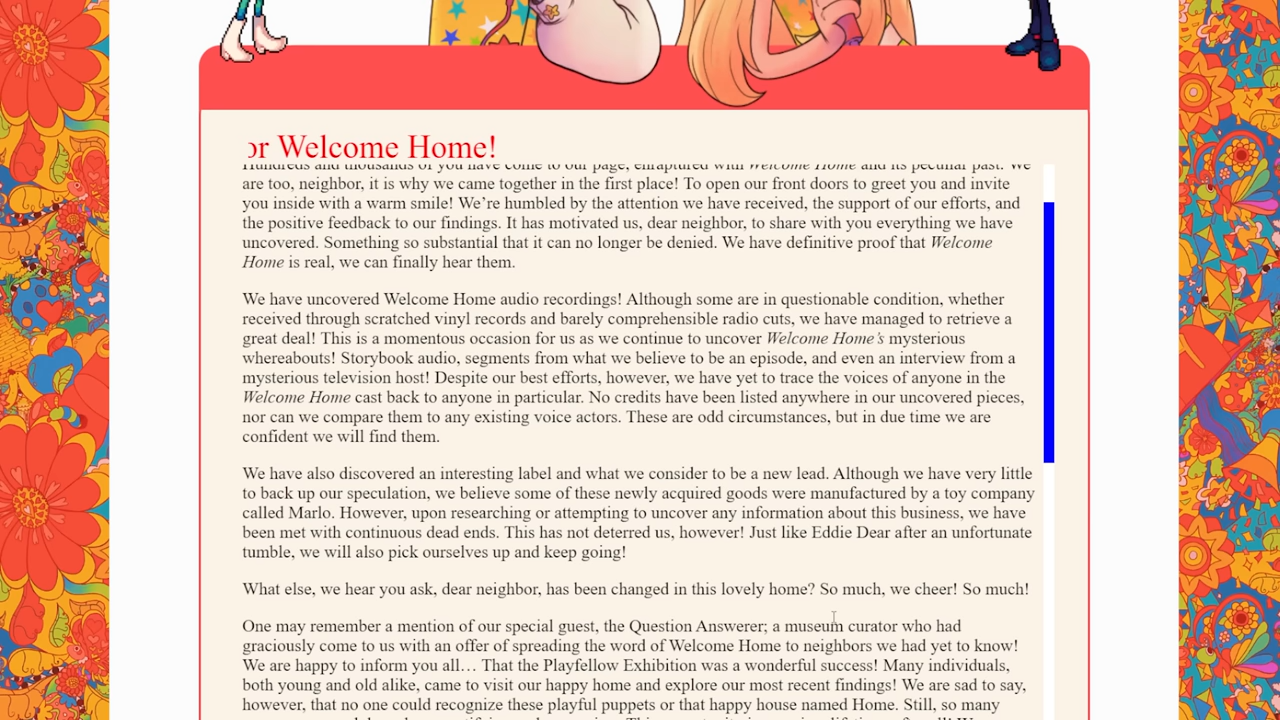 or Welcome Home!
Hundreds and thousands of you have come to our page, enraptured with Welcome Home and its peculiar past. We
are too, neighbor, it is why we came together in the first place! To open our front doors to greet you and invite
you inside with a warm smile! We’re humbled by the attention we have received, the support of our efforts, and
the positive feedback to our findings. It has motivated us, dear neighbor, to share with you everything we have
uncovered. Something so substantial that it can no longer be denied. We have definitive proof that Welcome
Home is real, we can finally hear them.
We have uncovered Welcome Home audio recordings! Although some are in questionable condition, whether
received through scratched vinyl records and barely comprehensible radio cuts, we have managed to retrieve a
great deal! This is a momentous occasion for us as we continue to uncover Welcome Home’s mysterious
whereabouts! Storybook audio, segments from what we believe to be an episode, and even an interview from a
mysterious television host! Despite our best efforts, however, we have yet to trace the voices of anyone in the
Welcome Home cast back to anyone in particular. No credits have been listed anywhere in our uncovered pieces,
nor can we compare them to any existing voice actors. These are odd circumstances, but in due time we are
confident we will find them.
We have also discovered an interesting label and what we consider to be a new lead. Although we have very little
to back up our speculation, we believe some of these newly acquired goods were manufactured by a toy company
called Marlo. However, upon researching or attempting to uncover any information about this business, we have
been met with continuous dead ends. This has not deterred us, however! Just like Eddie Dear after an unfortunate
tumble, we will also pick ourselves up and keep going!
What else, we hear you ask, dear neighbor, has been changed in this lovely home? So much, we cheer! So much!
One may remember a mention of our special guest, the Question Answerer; a museum curator who had
graciously come to us with an offer of spreading the word of Welcome Home to neighbors we had yet to know!
We are happy to inform you all… That the Playfellow Exhibition was a wonderful success! Many individuals,
both young and old alike, came to visit our happy home and explore our most recent findings! We are sad to say,
however, that no one could recognize these playful puppets or that happy house named Home. Still, so many